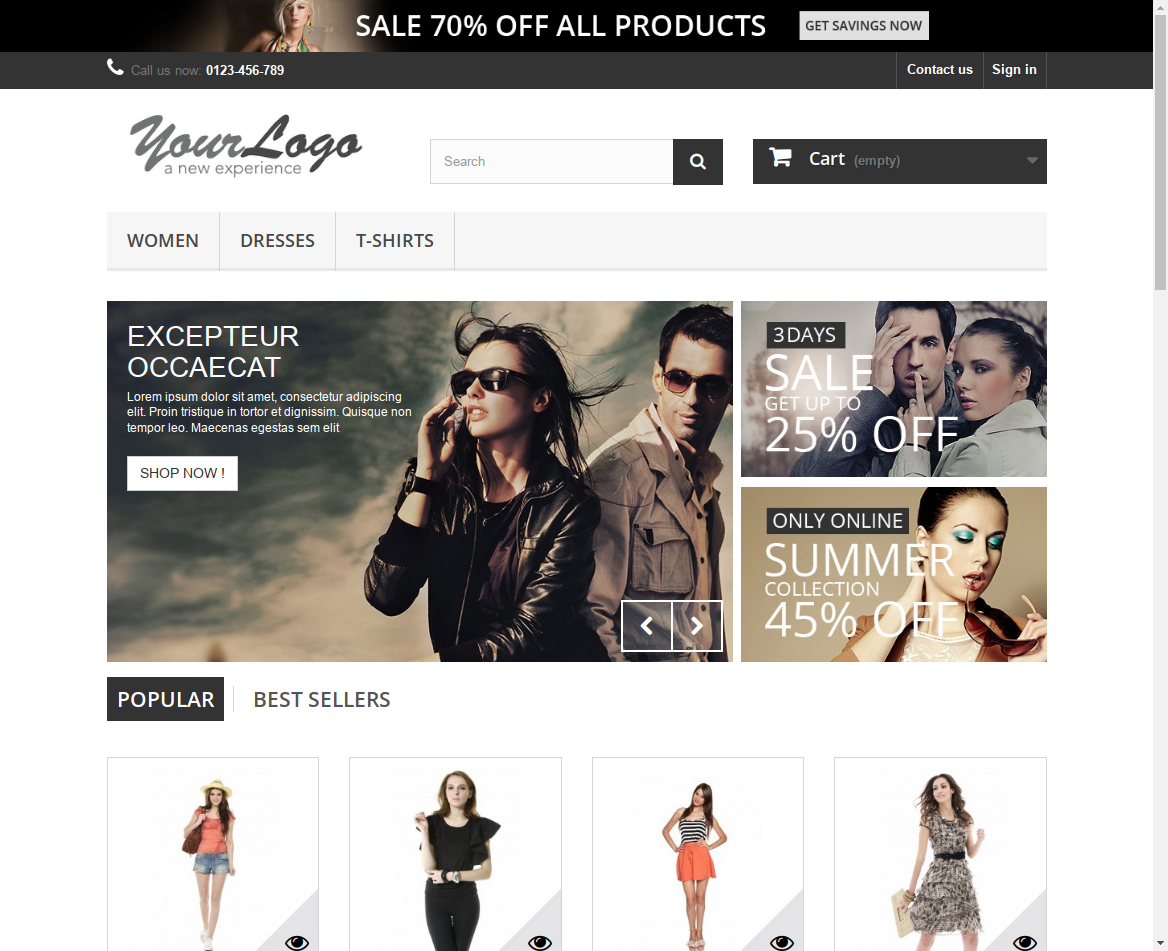 SALE 70% OFF ALL PRODUCTS
GET SAVINGS NOW
Call us now: 0123-456-789
Contact us
Sign in
YourLogo
a new experience
Search
Cart (empty)
WOMEN
DRESSES
T-SHIRTS
EXCEPTEUR
OCCAECAT
Lorem ipsum dolor sit amet, consectetur adipiscing
elit. Proin tristique in tortor et dignissim. Quisque non
tempor leo. Maecenas egestas sem elit
SHOP NOW !
3DAYS
SALE
GET UP TO
25% OFF
ONLY ONLINE
SUMMER
COLLECTION
45% OFF
POPULAR
BEST SELLERS